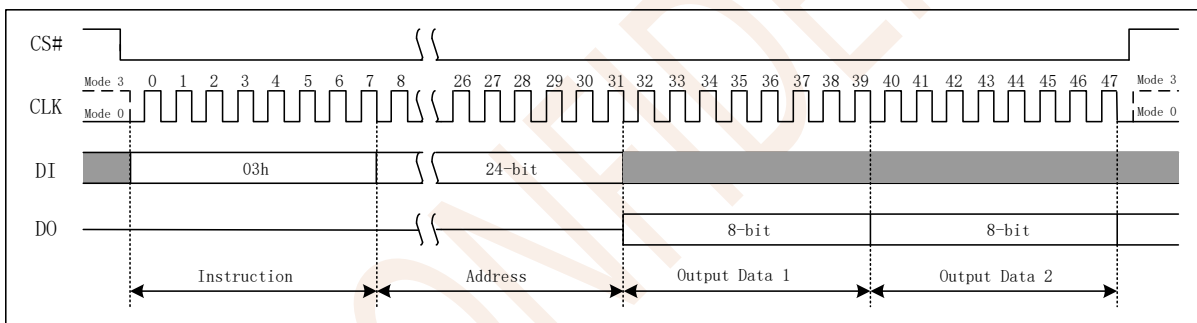 CS#
Mode 3 0 1 2 3 4 5 6 7 8 26 27 28 29 30 31 32 33 34 35 36 37 38 39 40 41 42 43 44 45 46 47 Mode 3
CLK
Mode 0 Mode 0
DI 03h 24-bit
DO 8-bit 8-bit
Instruction Address Output Data 1 Output Data 2